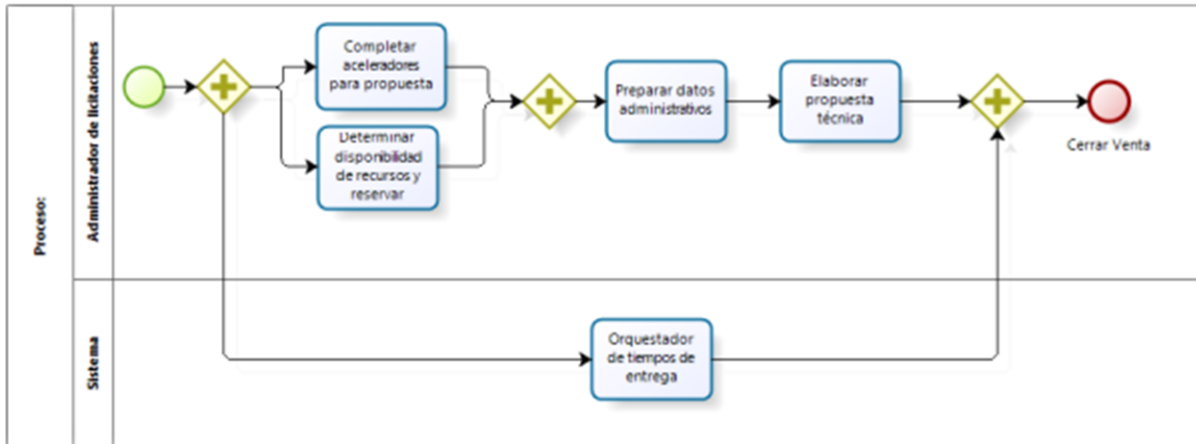 Proceso:
Administrador de licitaciones
Completar
aceleradores
para propuesta
Determinar
disponibilidad
de recursos y
reservar
Preparar datos
administrativos
Elaborar
propuesta
técnica
Cerrar Venta
Sistema
Orquestador
de tiempos de
entrega